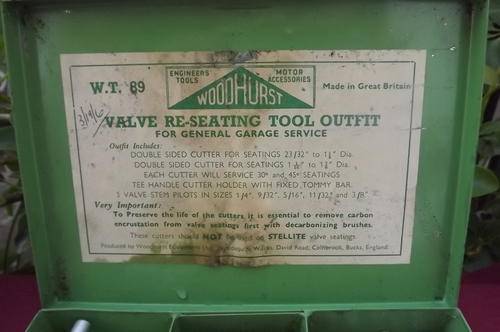 ENGINEERS TOOLS
MOTOR ACCESSORIES
W.T. 89
WOODHURST
Made in Great Britain
VALVE RE-SEATING TOOL OUTFIT
FOR GENERAL GARAGE SERVICE
Outfit Includes:
DOUBLE SIDED CUTTER FOR SEATINGS 23/32" to 1¼" Dia.
DOUBLE SIDED CUTTER FOR SEATINGS to Dia.
EACH CUTTER WILL SERVICE 30° and 45° SEATINGS
TEE HANDLE CUTTER HOLDER WITH FIXED TOMMY BAR.
5 VALVE STEM PILOTS IN SIZES 1/4", 9/32", 5/16", 11/32" and 3/8"
Very Important:
To Preserve the life of the cutters it is essential to remove carbon
encrustation from valve seatings first with decarbonizing brushes.
These cutters should NOT be used on STELLITE valve seatings.
Produced by Woodhurst Works, David Road, Colnbrook, Bucks, England